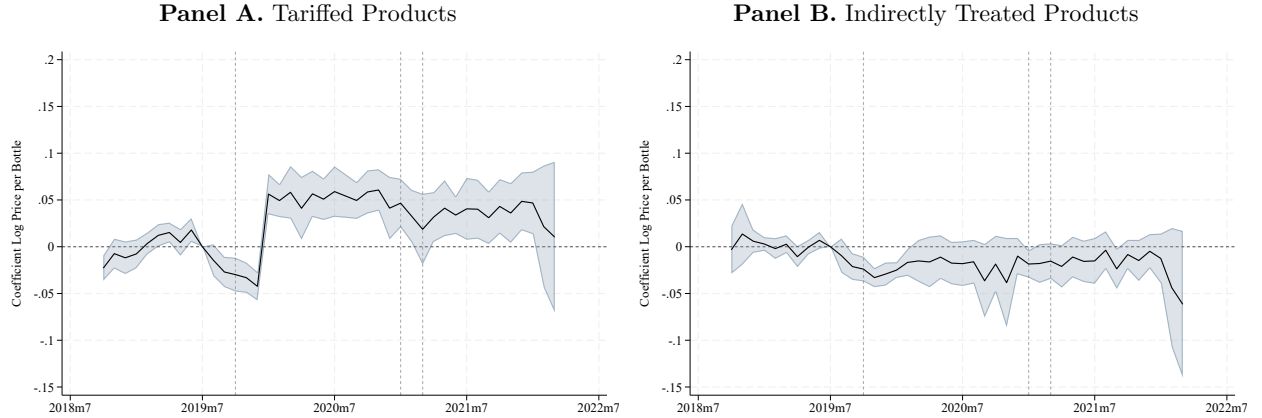 Panel A. Tariffed Products
Coefficient Log Price per Bottle
.2
.15
.1
.05
0
-.05
-.1
-.15
2018m7 2019m7 2020m7 2021m7 2022m7
Panel B. Indirectly Treated Products
Coefficient Log Price per Bottle
.2
.15
.1
.05
0
-.05
-.1
-.15
2018m7 2019m7 2020m7 2021m7 2022m7